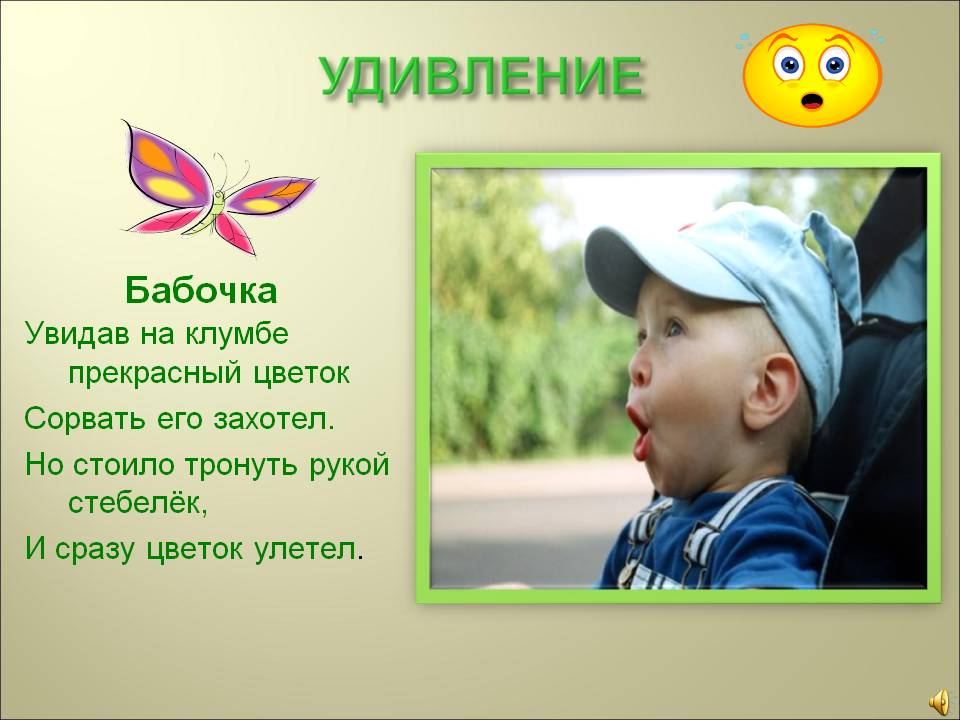 УДИВЛЕНИЕ
Бабочка
Увидав на клумбе
прекрасный цветок
Сорвать его захотел.
Но стоило тронуть рукой
стебелёк,
И сразу цветок улетел.